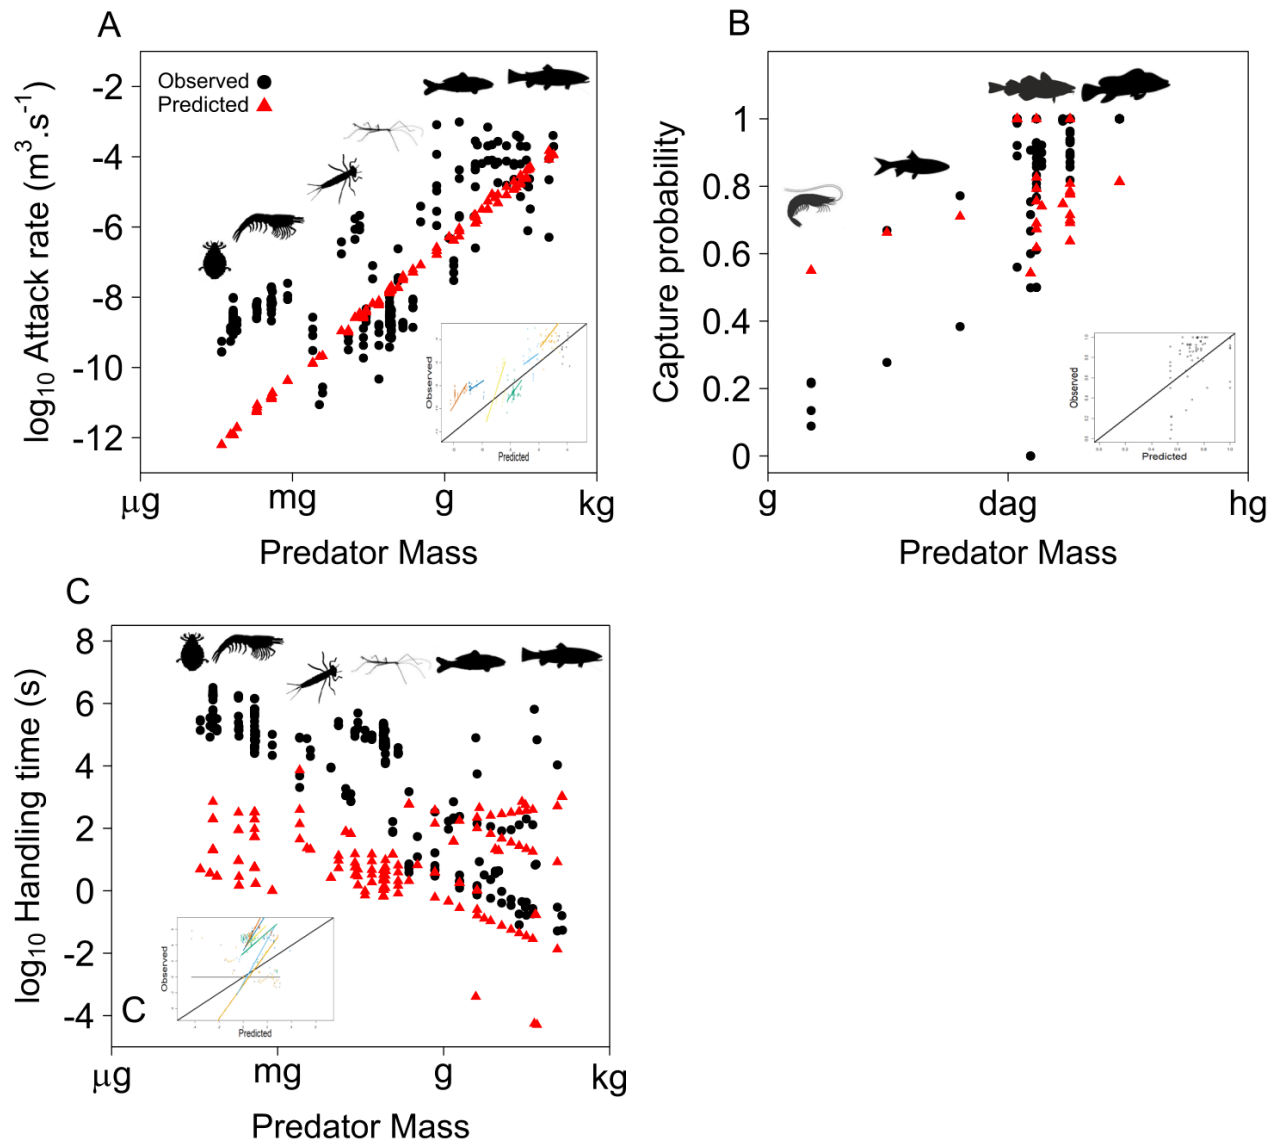 A
log10 Attack rate (m3.s-1)
Observed
Predicted
-2
-4
-6
-8
-10
-12
Observed
Predicted
µg
mg
g
kg
Predator Mass
B
Capture probability
1
0.8
0.6
0.4
0.2
0
Observed
Predicted
g
dag
hg
Predator Mass
C
log10 Handling time (s)
8
6
4
2
0
-2
-4
Observed
Predicted
C
µg
mg
g
kg
Predator Mass